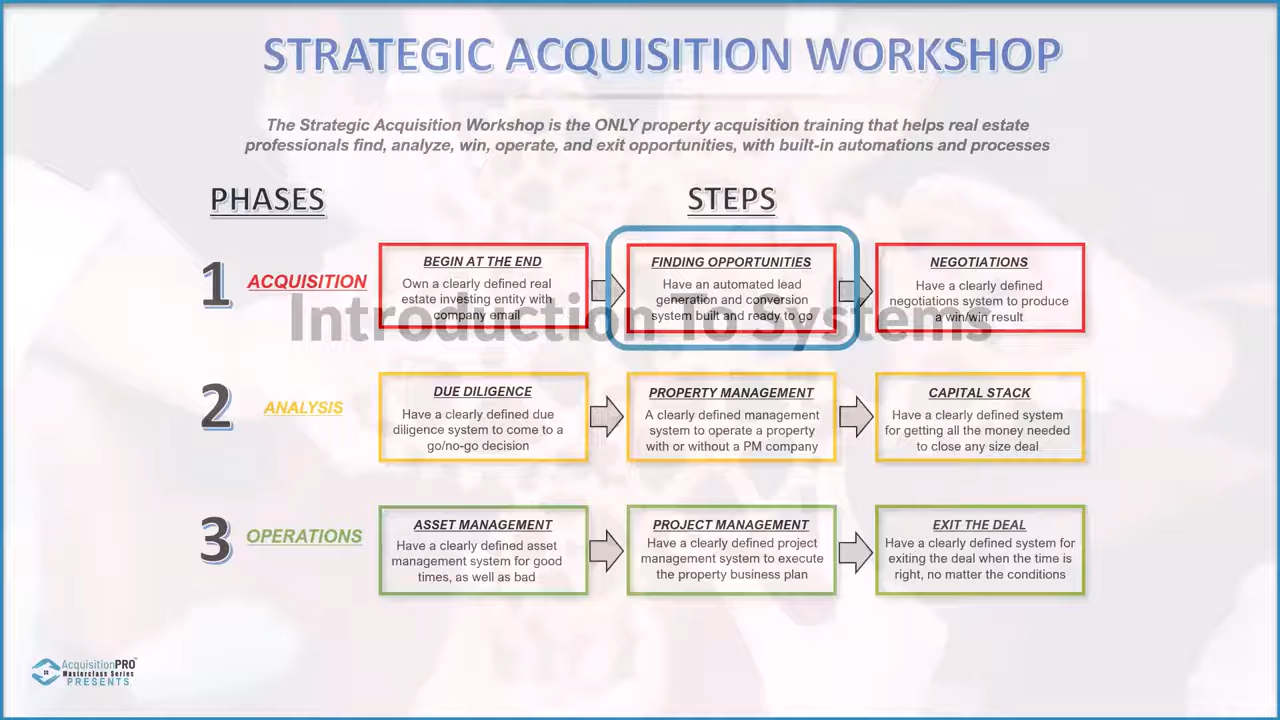 STRATEGIC ACQUISITION WORKSHOP
The Strategic Acquisition Workshop is the ONLY property acquisition training that helps real estate
professionals find, analyze, win, operate, and exit opportunities, with built-in automations and processes
PHASES
STEPS
1
ACQUISITION
BEGIN AT THE END
Own a clearly defined real
estate investing entity with
company email
FINDING OPPORTUNITIES
Have an automated lead
generation and conversion
system built and ready to go
NEGOTIATIONS
Have a clearly defined
negotiations system to produce
a win/win result
Introduction To Systems
2
ANALYSIS
DUE DILIGENCE
Have a clearly defined due
diligence system to come to a
go/no-go decision
PROPERTY MANAGEMENT
A clearly defined management
system to operate a property
with or without a PM company
CAPITAL STACK
Have a clearly defined system
for getting all the money needed
to close any size deal
3
OPERATIONS
ASSET MANAGEMENT
Have a clearly defined asset
management system for good
times, as well as bad
PROJECT MANAGEMENT
Have a clearly defined project
management system to execute
the property business plan
EXIT THE DEAL
Have a clearly defined system for
exiting the deal when the time is
right, no matter the conditions
AcquisitionPRO™
Masterclass Series
PRESENTS